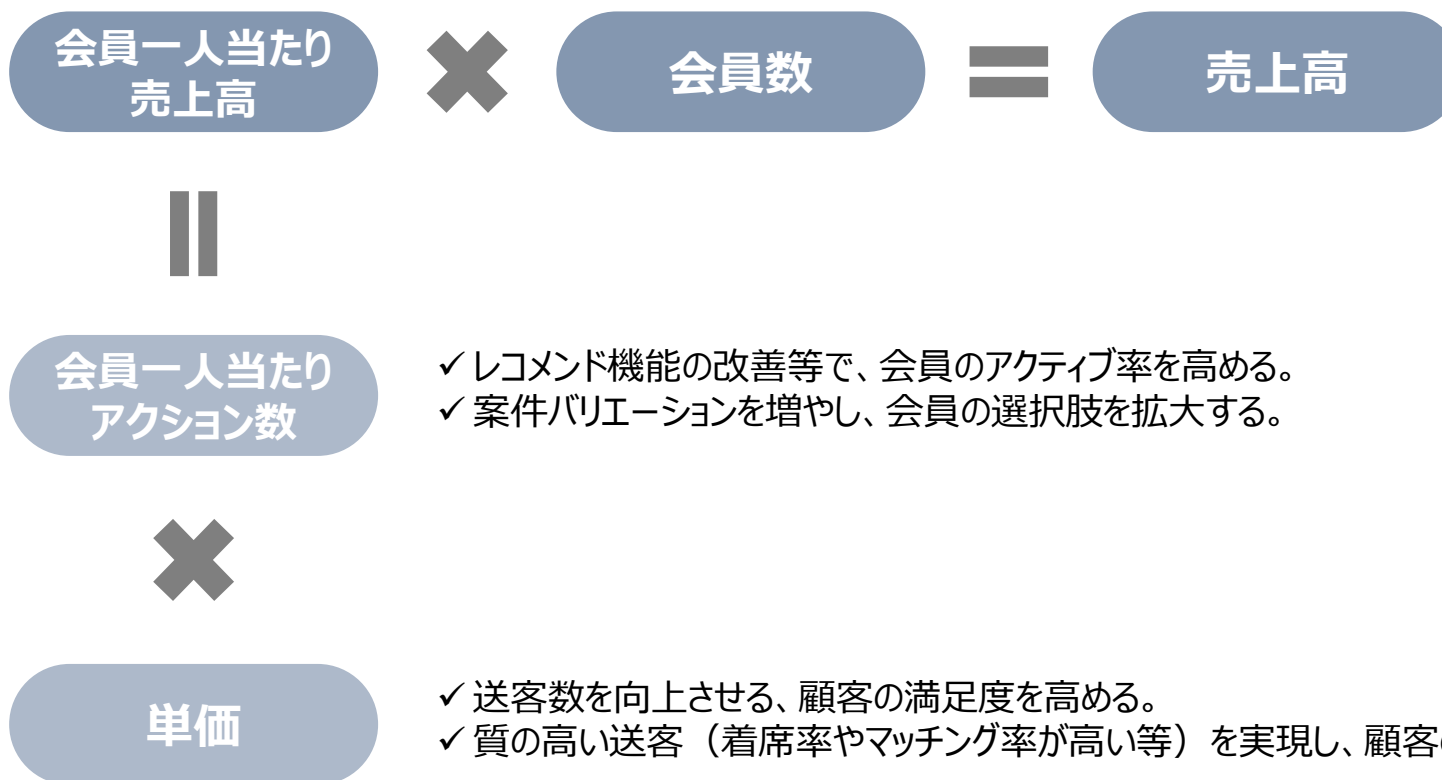 会員一人当たり
売上高
会員数
売上高
会員一人当たり
アクション数
✓レコメンド機能の改善等で、会員のアクティブ率を高める。
✓案件バリエーションを増やし、会員の選択肢を拡大する。
単価
✓送客数を向上させる、顧客の満足度を高める。
✓質の高い送客（着席率やマッチング率が高い等）を実現し、顧客